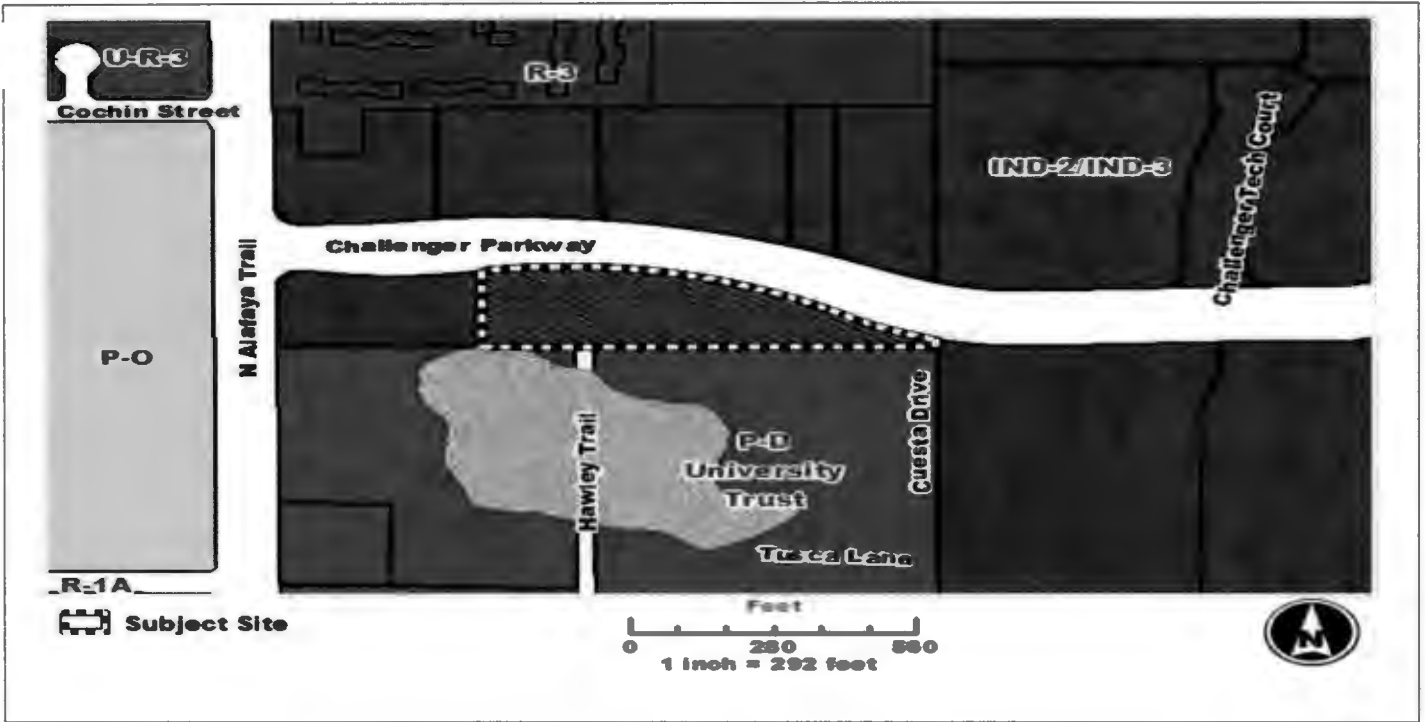 U-R-3
R-3
Cochin Street
IND-2/IND-3
Challenger Tech Court
Challenger Parkway
N Alafaya Trail
P-O
Cuesta Drive
Hawley Trail
P-D
University
Trust
Tusca Lana
R-1A
Subject Site
Feet
0 280 560
1 inch = 292 feet
N